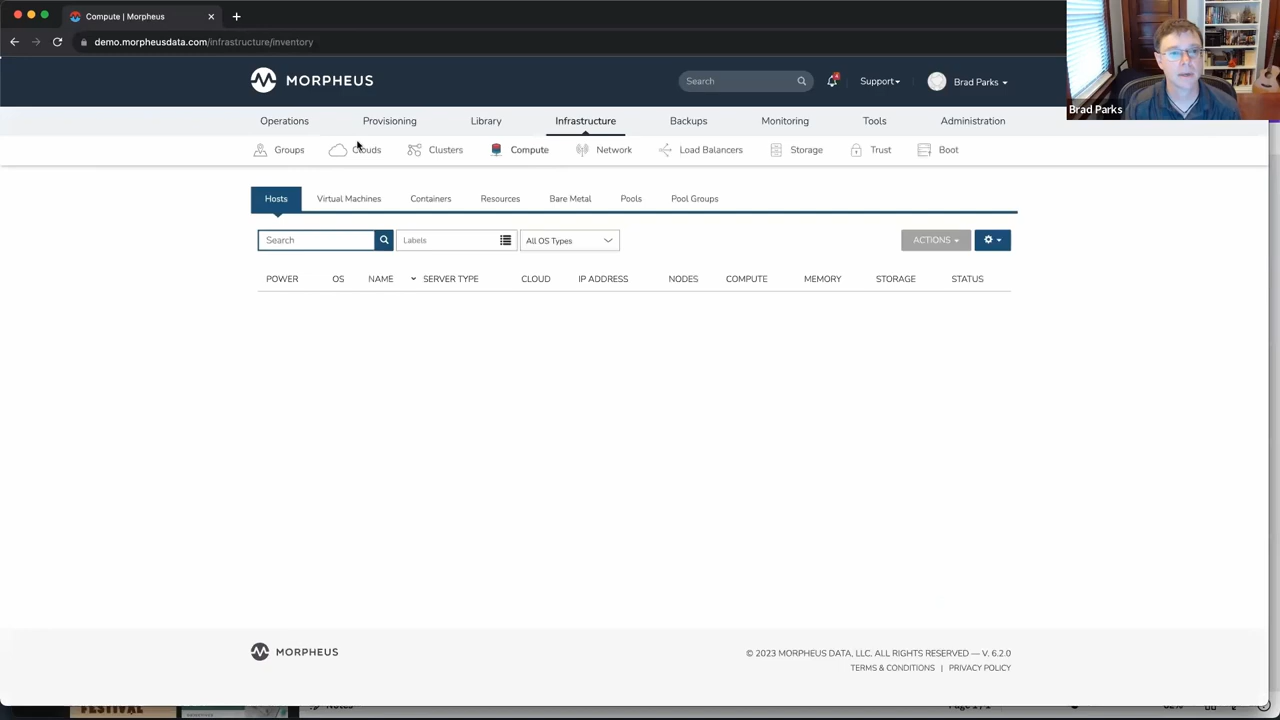 Compute | Morpheus
demo.morpheusdata.com/infrastructure/inventory
MORPHEUS
Search
4
Support
Brad Parks
Brad Parks
Operations
Provisioning
Library
Infrastructure
Backups
Monitoring
Tools
Administration
Groups
Clouds
Clusters
Compute
Network
Load Balancers
Storage
Trust
Boot
Hosts
Virtual Machines
Containers
Resources
Bare Metal
Pools
Pool Groups
Search
Labels
All OS Types
ACTIONS
POWER
OS
NAME
SERVER TYPE
CLOUD
IP ADDRESS
NODES
COMPUTE
MEMORY
STORAGE
STATUS
MORPHEUS
© 2023 MORPHEUS DATA, LLC. ALL RIGHTS RESERVED — V. 6.2.0
TERMS & CONDITIONS | PRIVACY POLICY
FESTIVAL